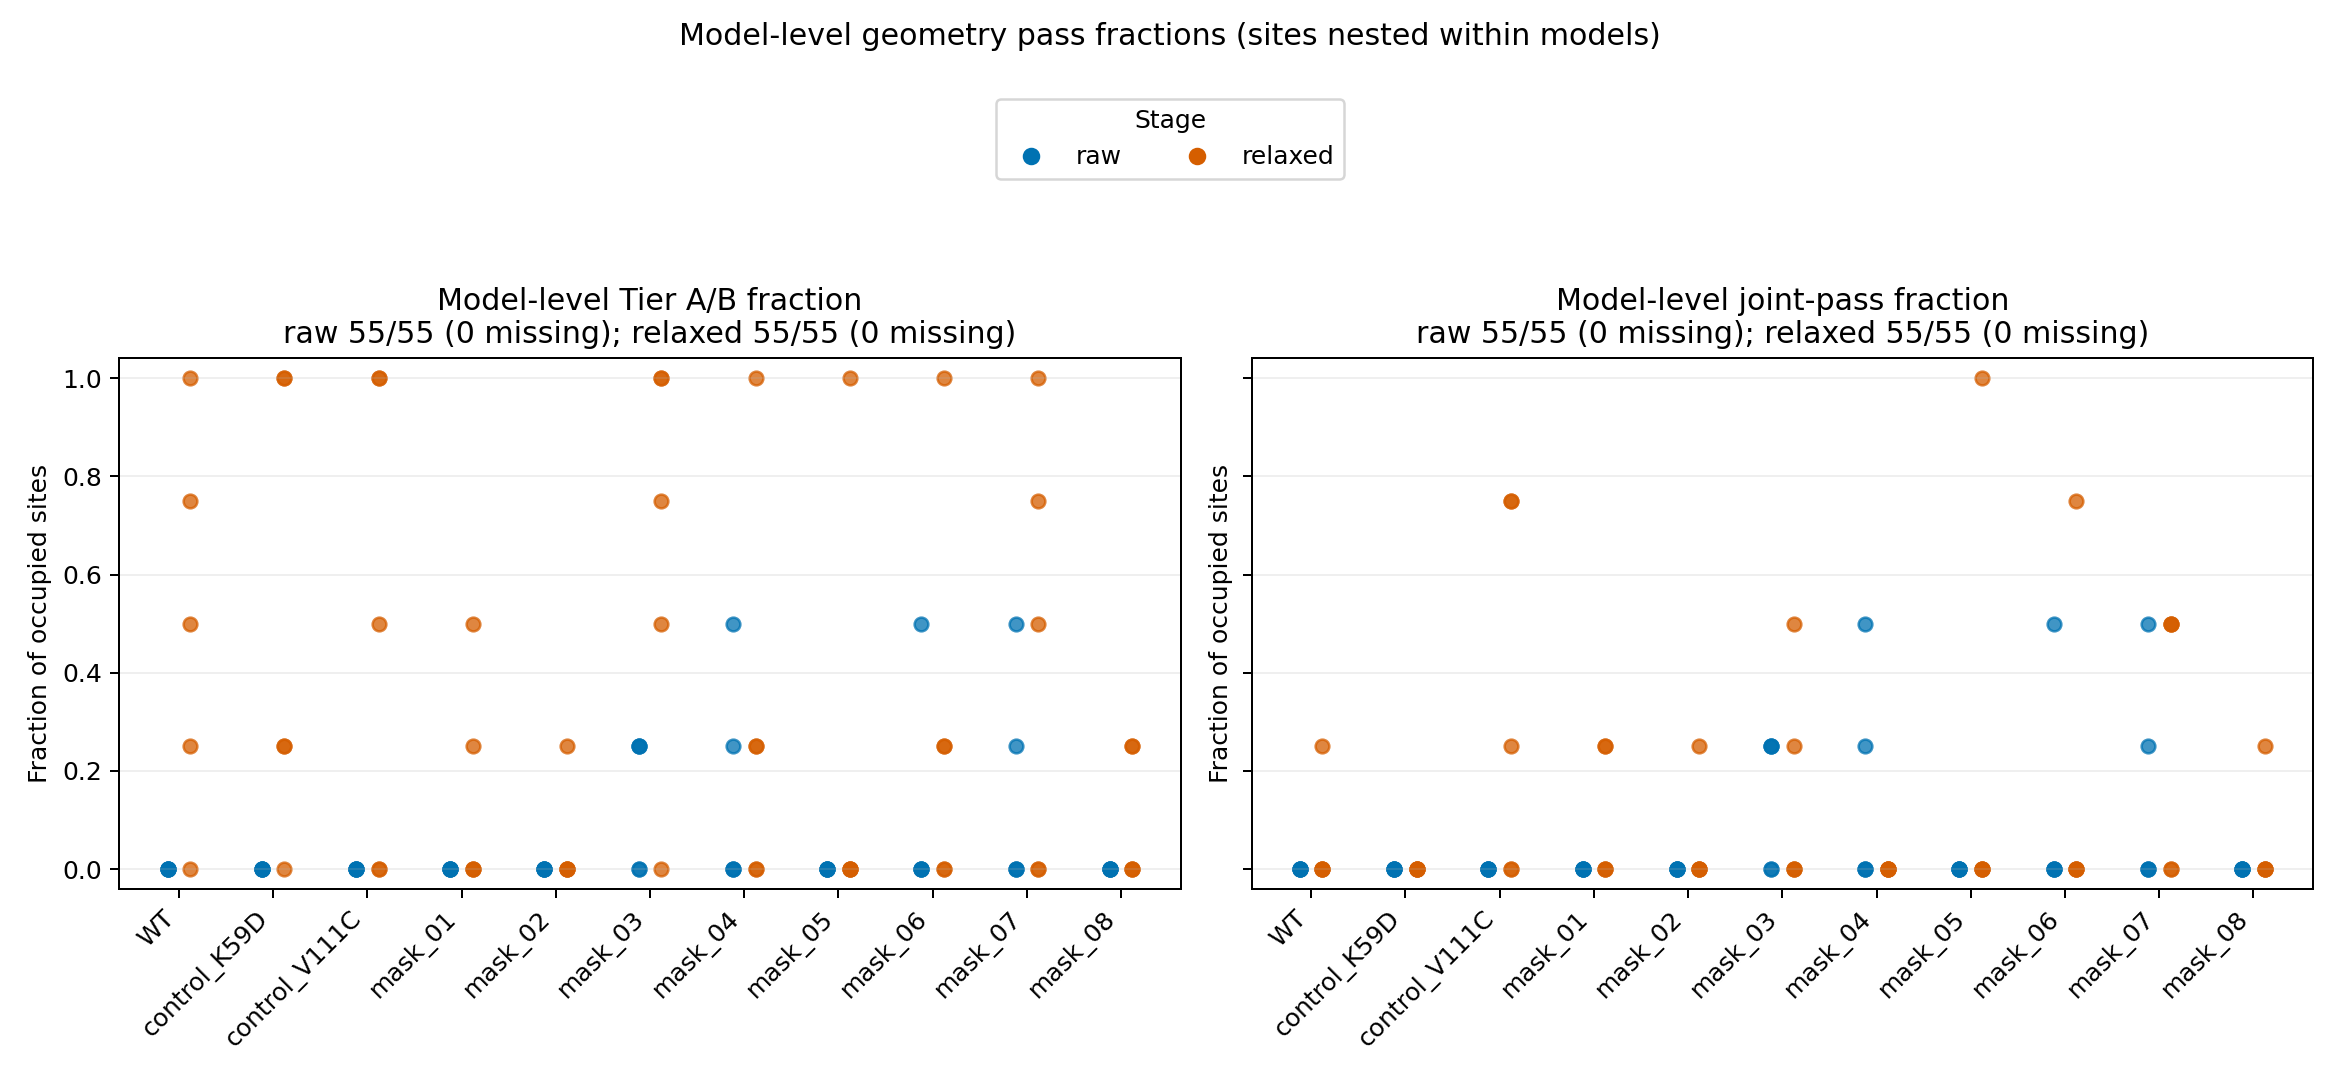 Model-level geometry pass fractions (sites nested within models)
Stage
raw
relaxed
Model-level Tier A/B fraction
raw 55/55 (0 missing); relaxed 55/55 (0 missing)
Fraction of occupied sites
1.0
0.8
0.6
0.4
0.2
0.0
WT
control_K59D
control_V111C
mask_01
mask_02
mask_03
mask_04
mask_05
mask_06
mask_07
mask_08
Model-level joint-pass fraction
raw 55/55 (0 missing); relaxed 55/55 (0 missing)
Fraction of occupied sites
WT
control_K59D
control_V111C
mask_01
mask_02
mask_03
mask_04
mask_05
mask_06
mask_07
mask_08